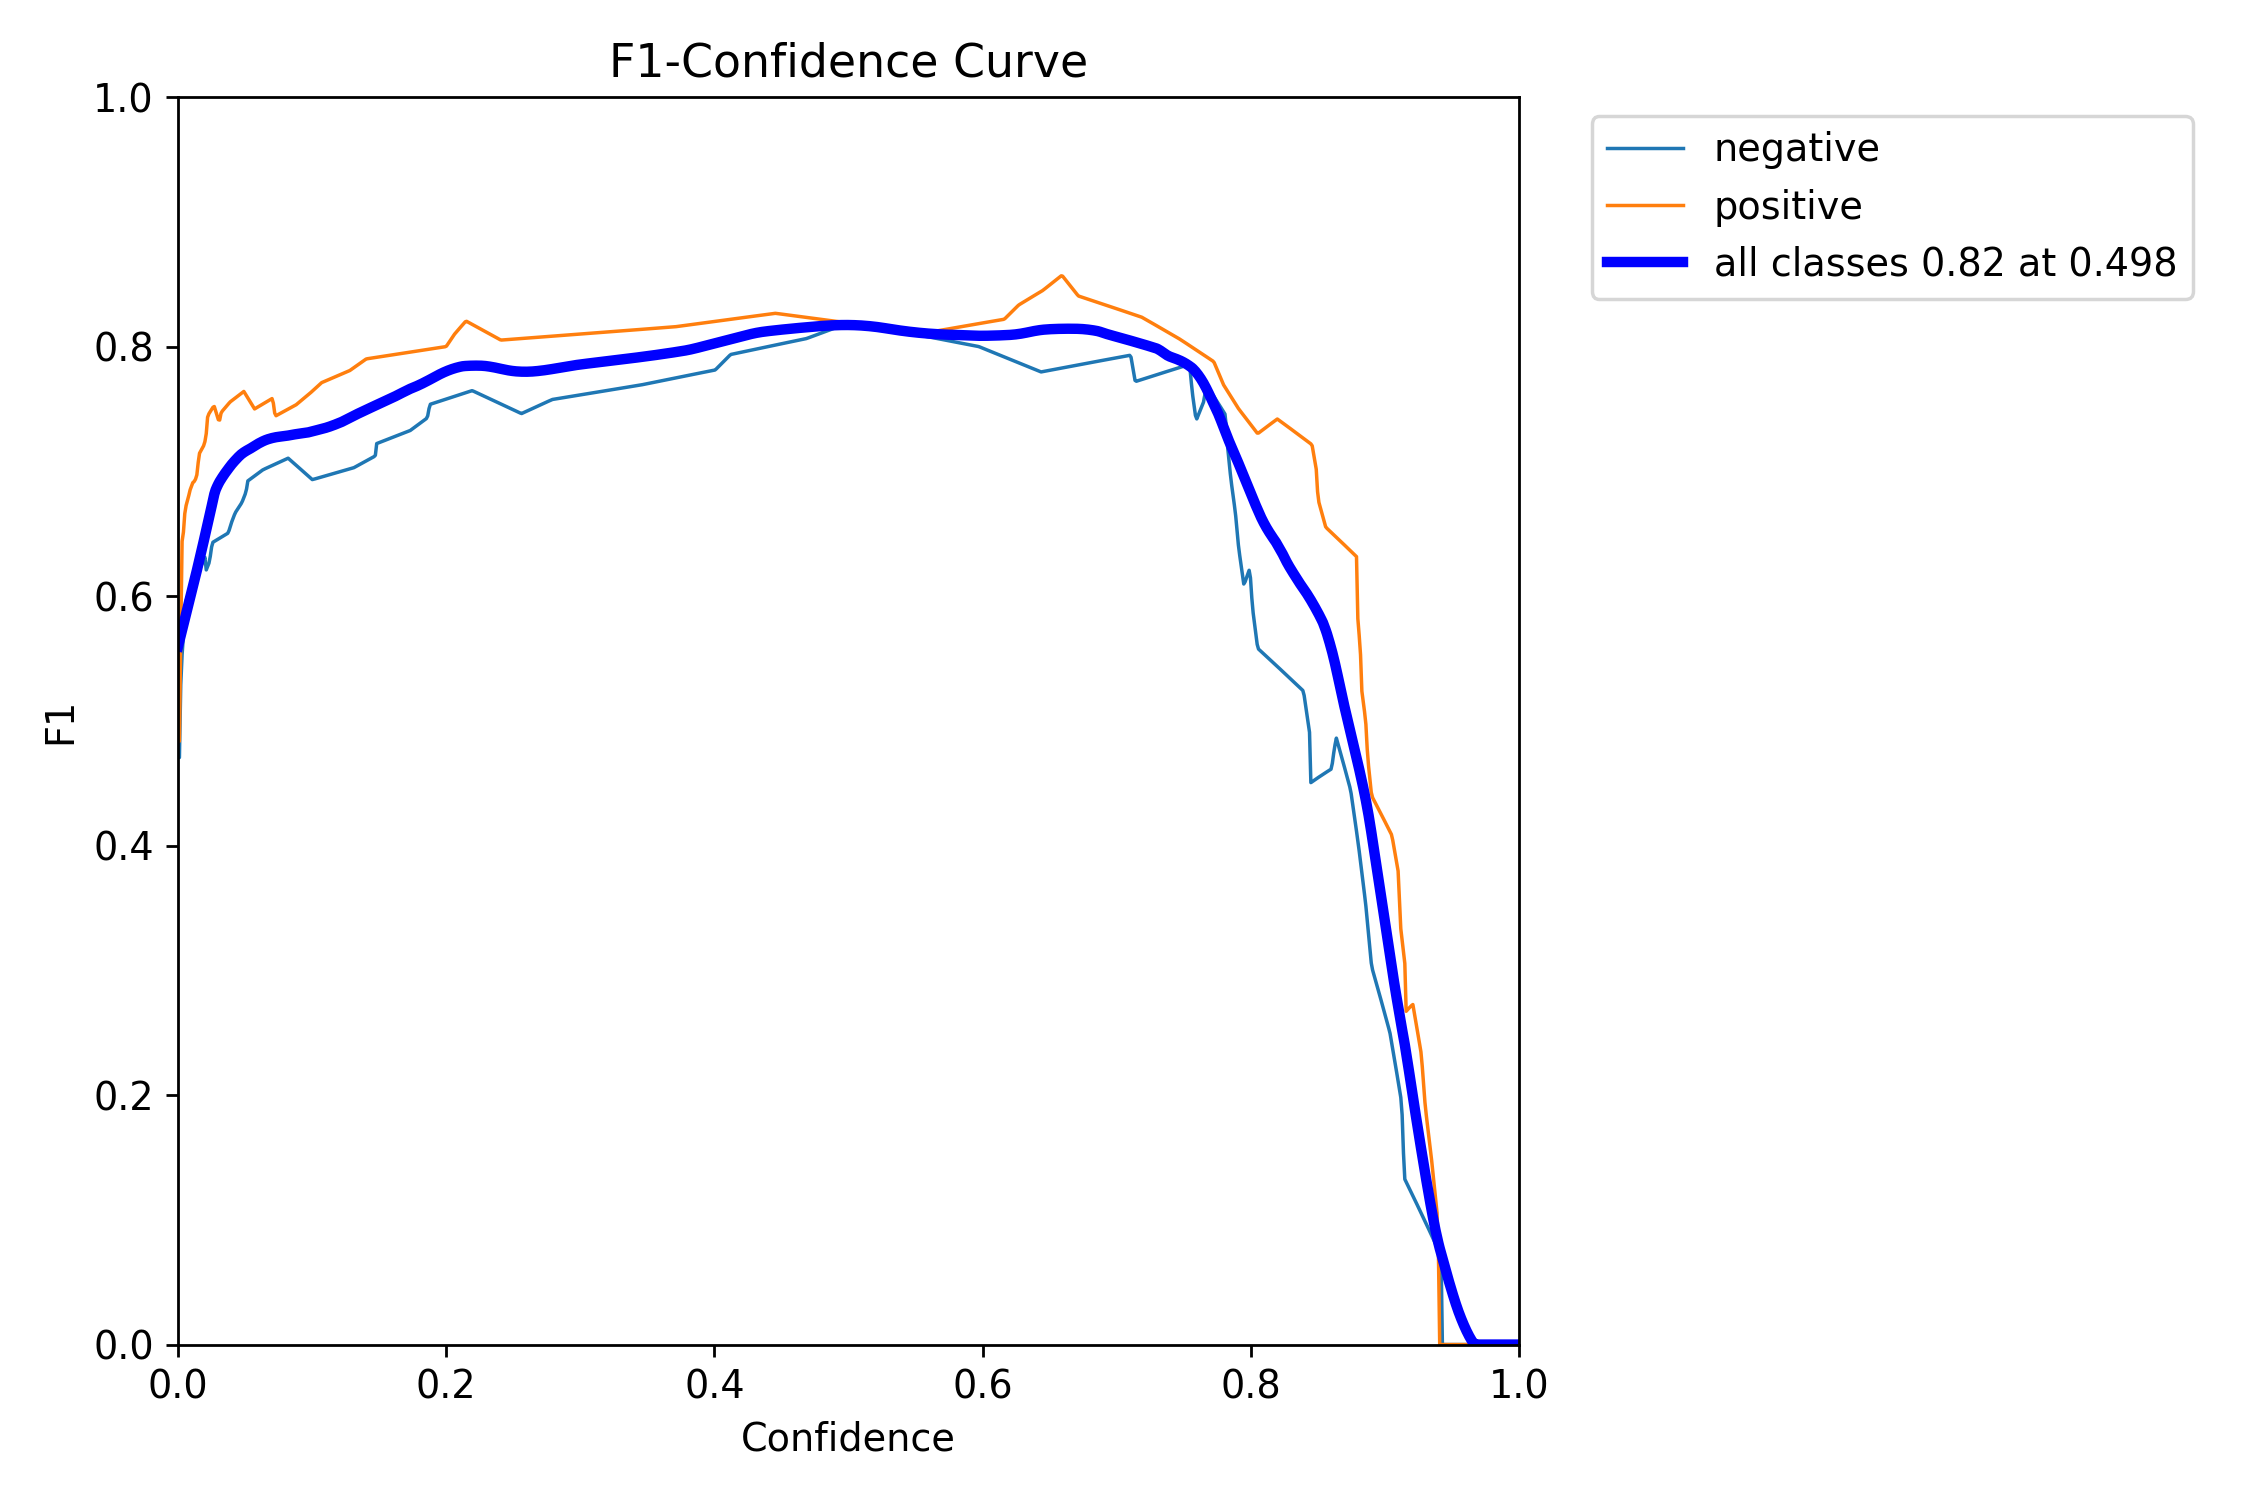 F1-Confidence Curve
1.0
0.8
0.6
0.4
0.2
0.0
F1
0.0 0.2 0.4 0.6 0.8 1.0
Confidence
negative
positive
all classes 0.82 at 0.498